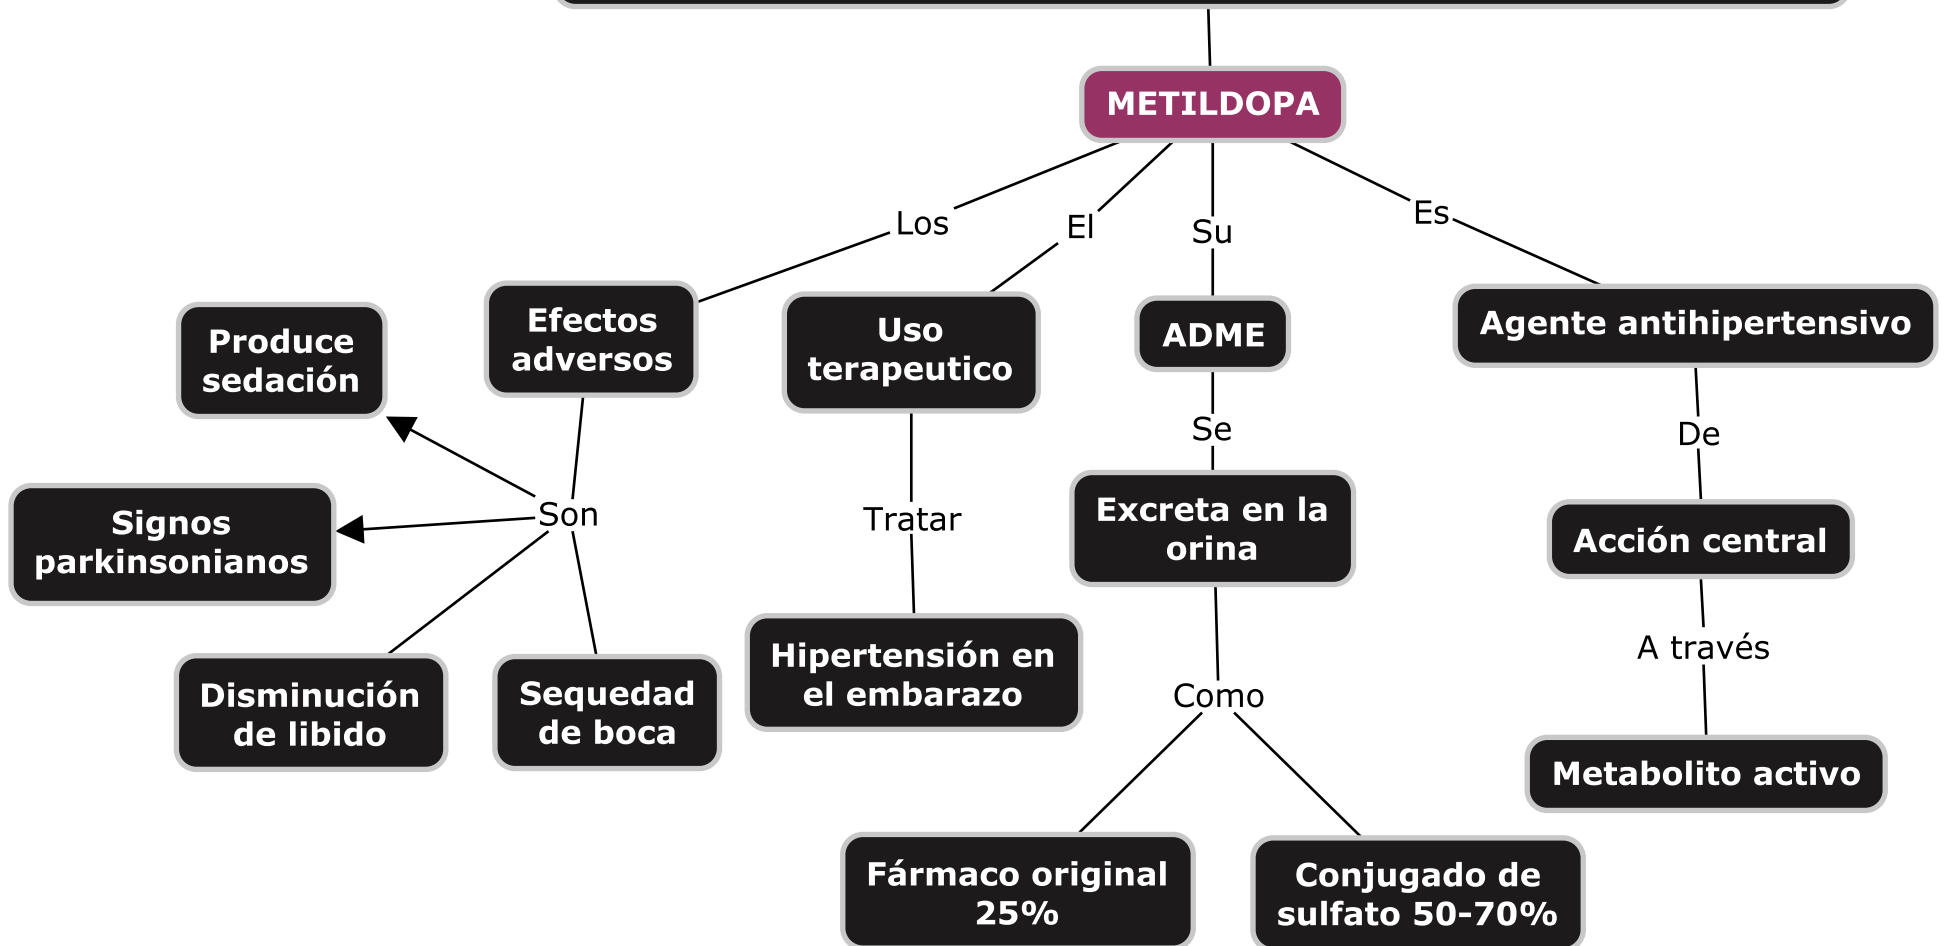 METILDOPA
Los
El
Su
Es
Efectos
adversos
Uso
terapeutico
ADME
Agente antihipertensivo
Produce
sedación
Se
De
Son
Tratar
Signos
parkinsonianos
Excreta en la
orina
Acción central
Disminución
de libido
Sequedad
de boca
Hipertensión en
el embarazo
A través
Como
Metabolito activo
Fármaco original
25%
Conjugado de
sulfato 50-70%